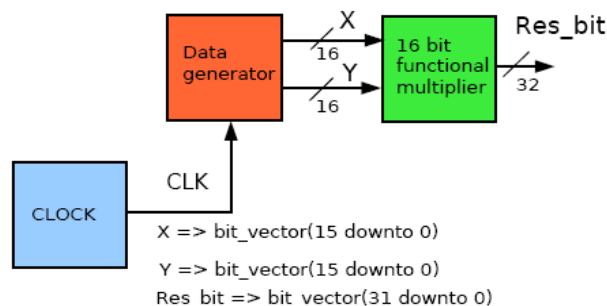 Data
generator
X
16
Y
16
16 bit
functional
multiplier
Res_bit
32
CLOCK
CLK
X => bit_vector(15 downto 0)
Y => bit_vector(15 downto 0)
Res_bit => bit_vector(31 downto 0)